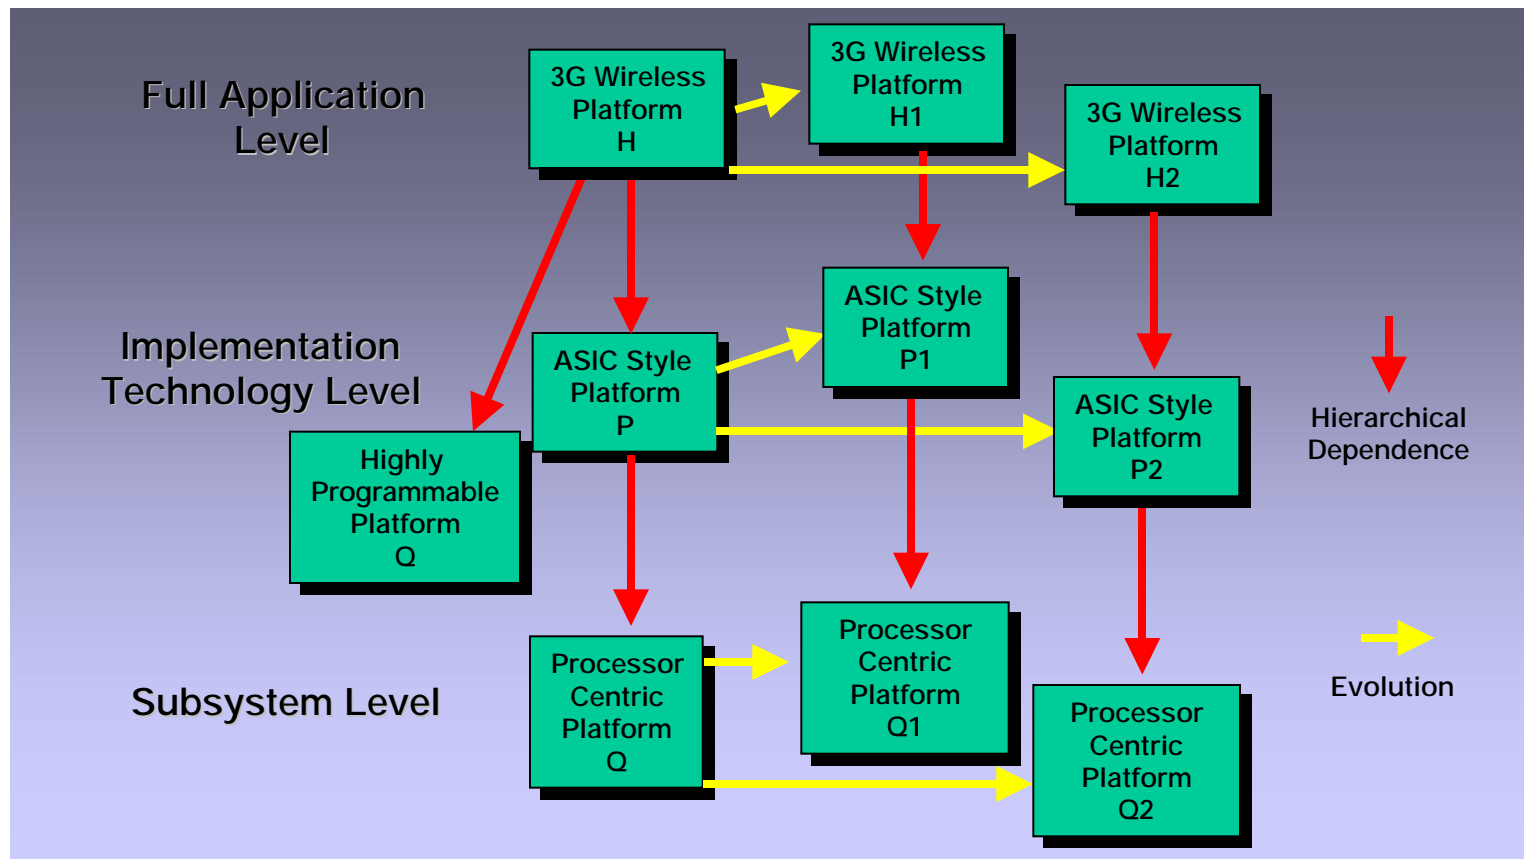 Full Application
Level
3G Wireless
Platform
H
3G Wireless
Platform
H1
3G Wireless
Platform
H2
Implementation
Technology Level
Highly
Programmable
Platform
Q
ASIC Style
Platform
P
ASIC Style
Platform
P1
ASIC Style
Platform
P2
Hierarchical
Dependence
Subsystem Level
Processor
Centric
Platform
Q
Processor
Centric
Platform
Q1
Processor
Centric
Platform
Q2
Evolution